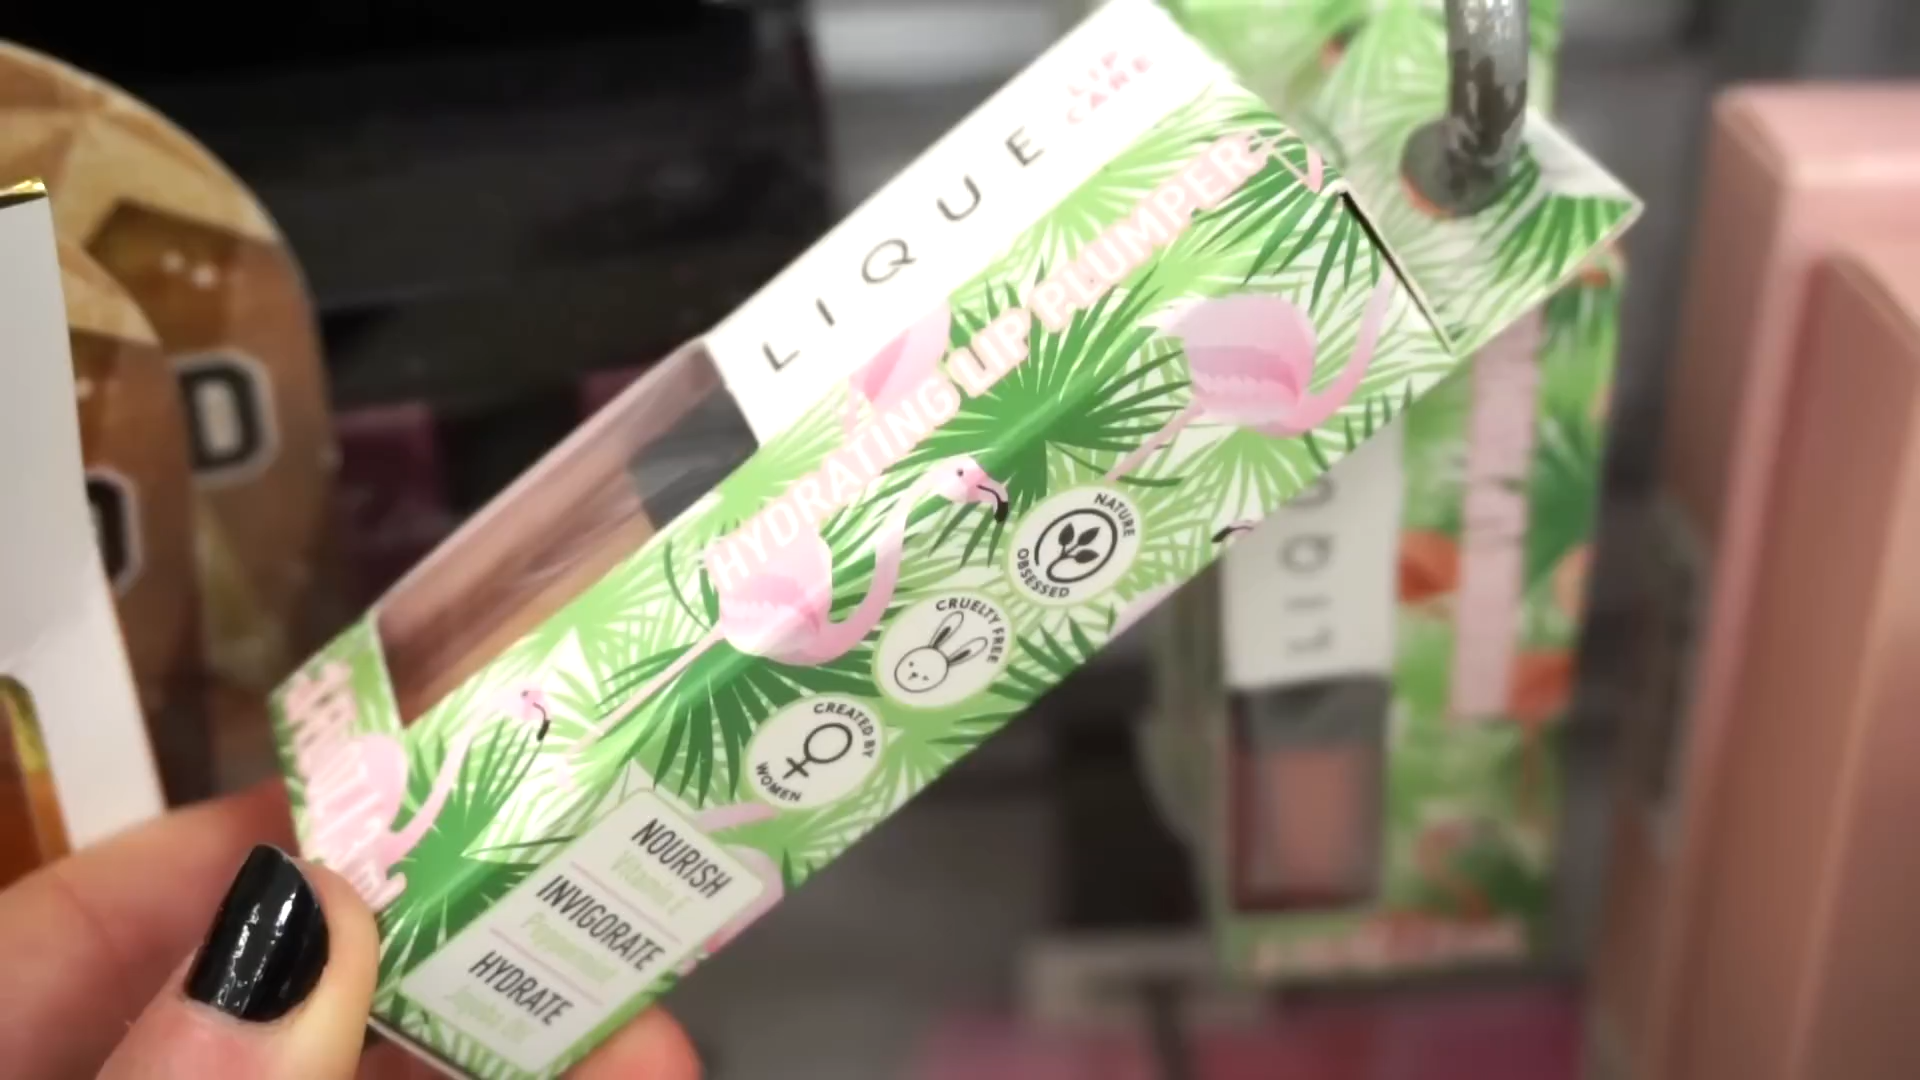 LIQUE
LIP
CARE
HYDRATING LIP PLUMPER
NATURE
OBSESSED
CRUELTY FREE
CREATED BY
WOMEN
NOURISH
Vitamin E
INVIGORATE
Peppermint
HYDRATE
Jojoba Oil
LIQU
D